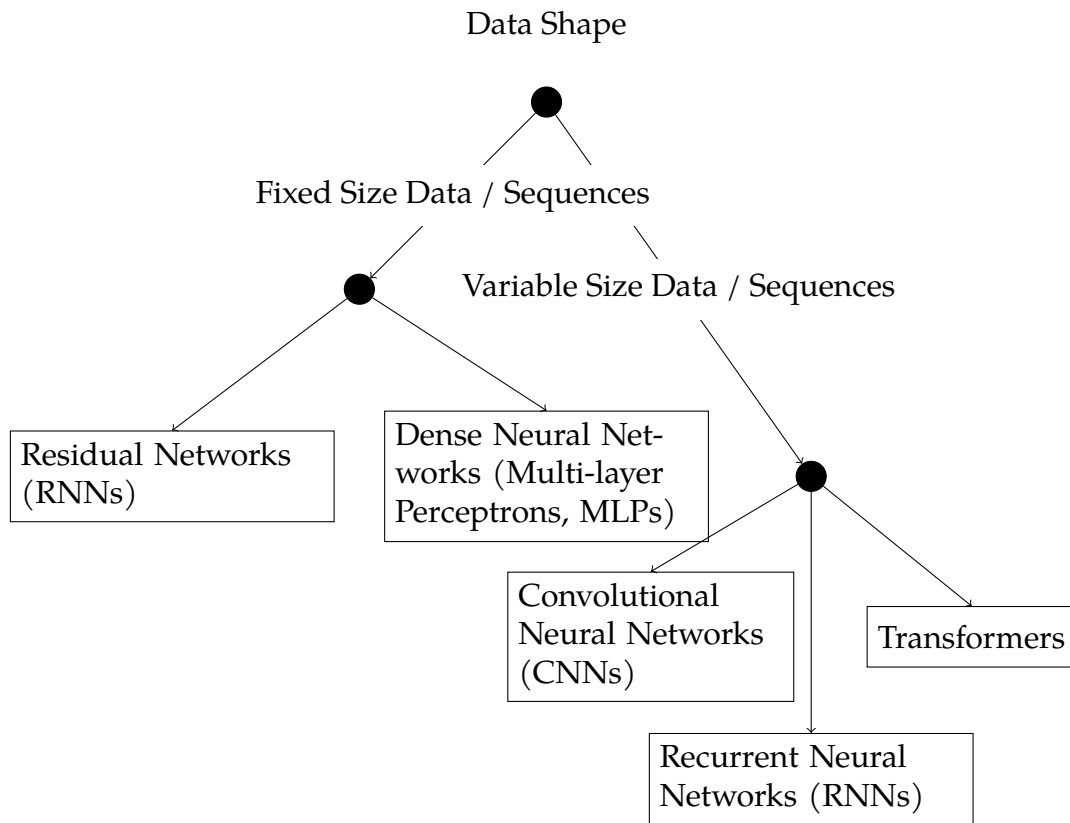 Data Shape
Fixed Size Data / Sequences
Variable Size Data / Sequences
Residual Networks
(RNNs)
Dense Neural Net-
works (Multi-layer
Perceptrons, MLPs)
Convolutional
Neural Networks
(CNNs)
Transformers
Recurrent Neural
Networks (RNNs)